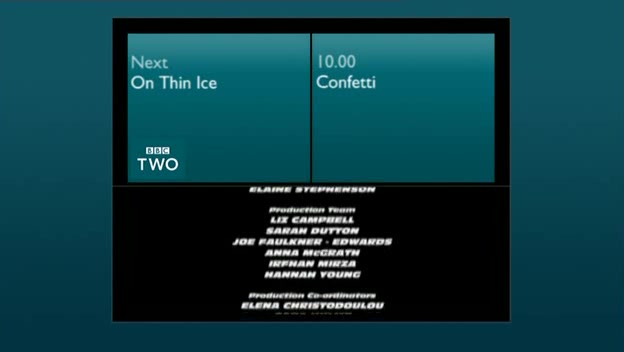 Next
On Thin Ice
10.00
Confetti
BBC
TWO
ELAINE STEPHENSON
Production Team
LIZ CAMPBELL
SARAH DUTTON
JOE FAULKNER - EDWARDS
ANNA McGRATH
IRFHAN MIRZA
HANNAH YOUNG
Production Co-ordinators
ELENA CHRISTODOULOU